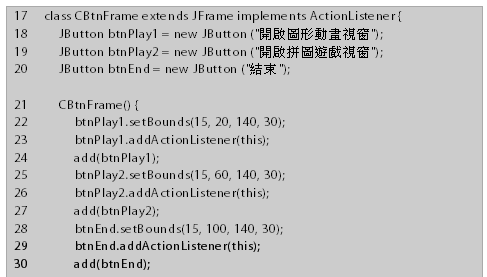 17 class CBtnFrame extends JFrame implements ActionListener {
18 JButton btnPlay1 = new JButton ("開啟圖形動畫視窗");
19 JButton btnPlay2 = new JButton ("開啟拼圖遊戲視窗");
20 JButton btnEnd = new JButton ("結束");
21 CBtnFrame() {
22 btnPlay1.setBounds(15, 20, 140, 30);
23 btnPlay1.addActionListener(this);
24 add(btnPlay1);
25 btnPlay2.setBounds(15, 60, 140, 30);
26 btnPlay2.addActionListener(this);
27 add(btnPlay2);
28 btnEnd.setBounds(15, 100, 140, 30);
29 btnEnd.addActionListener(this);
30 add(btnEnd);